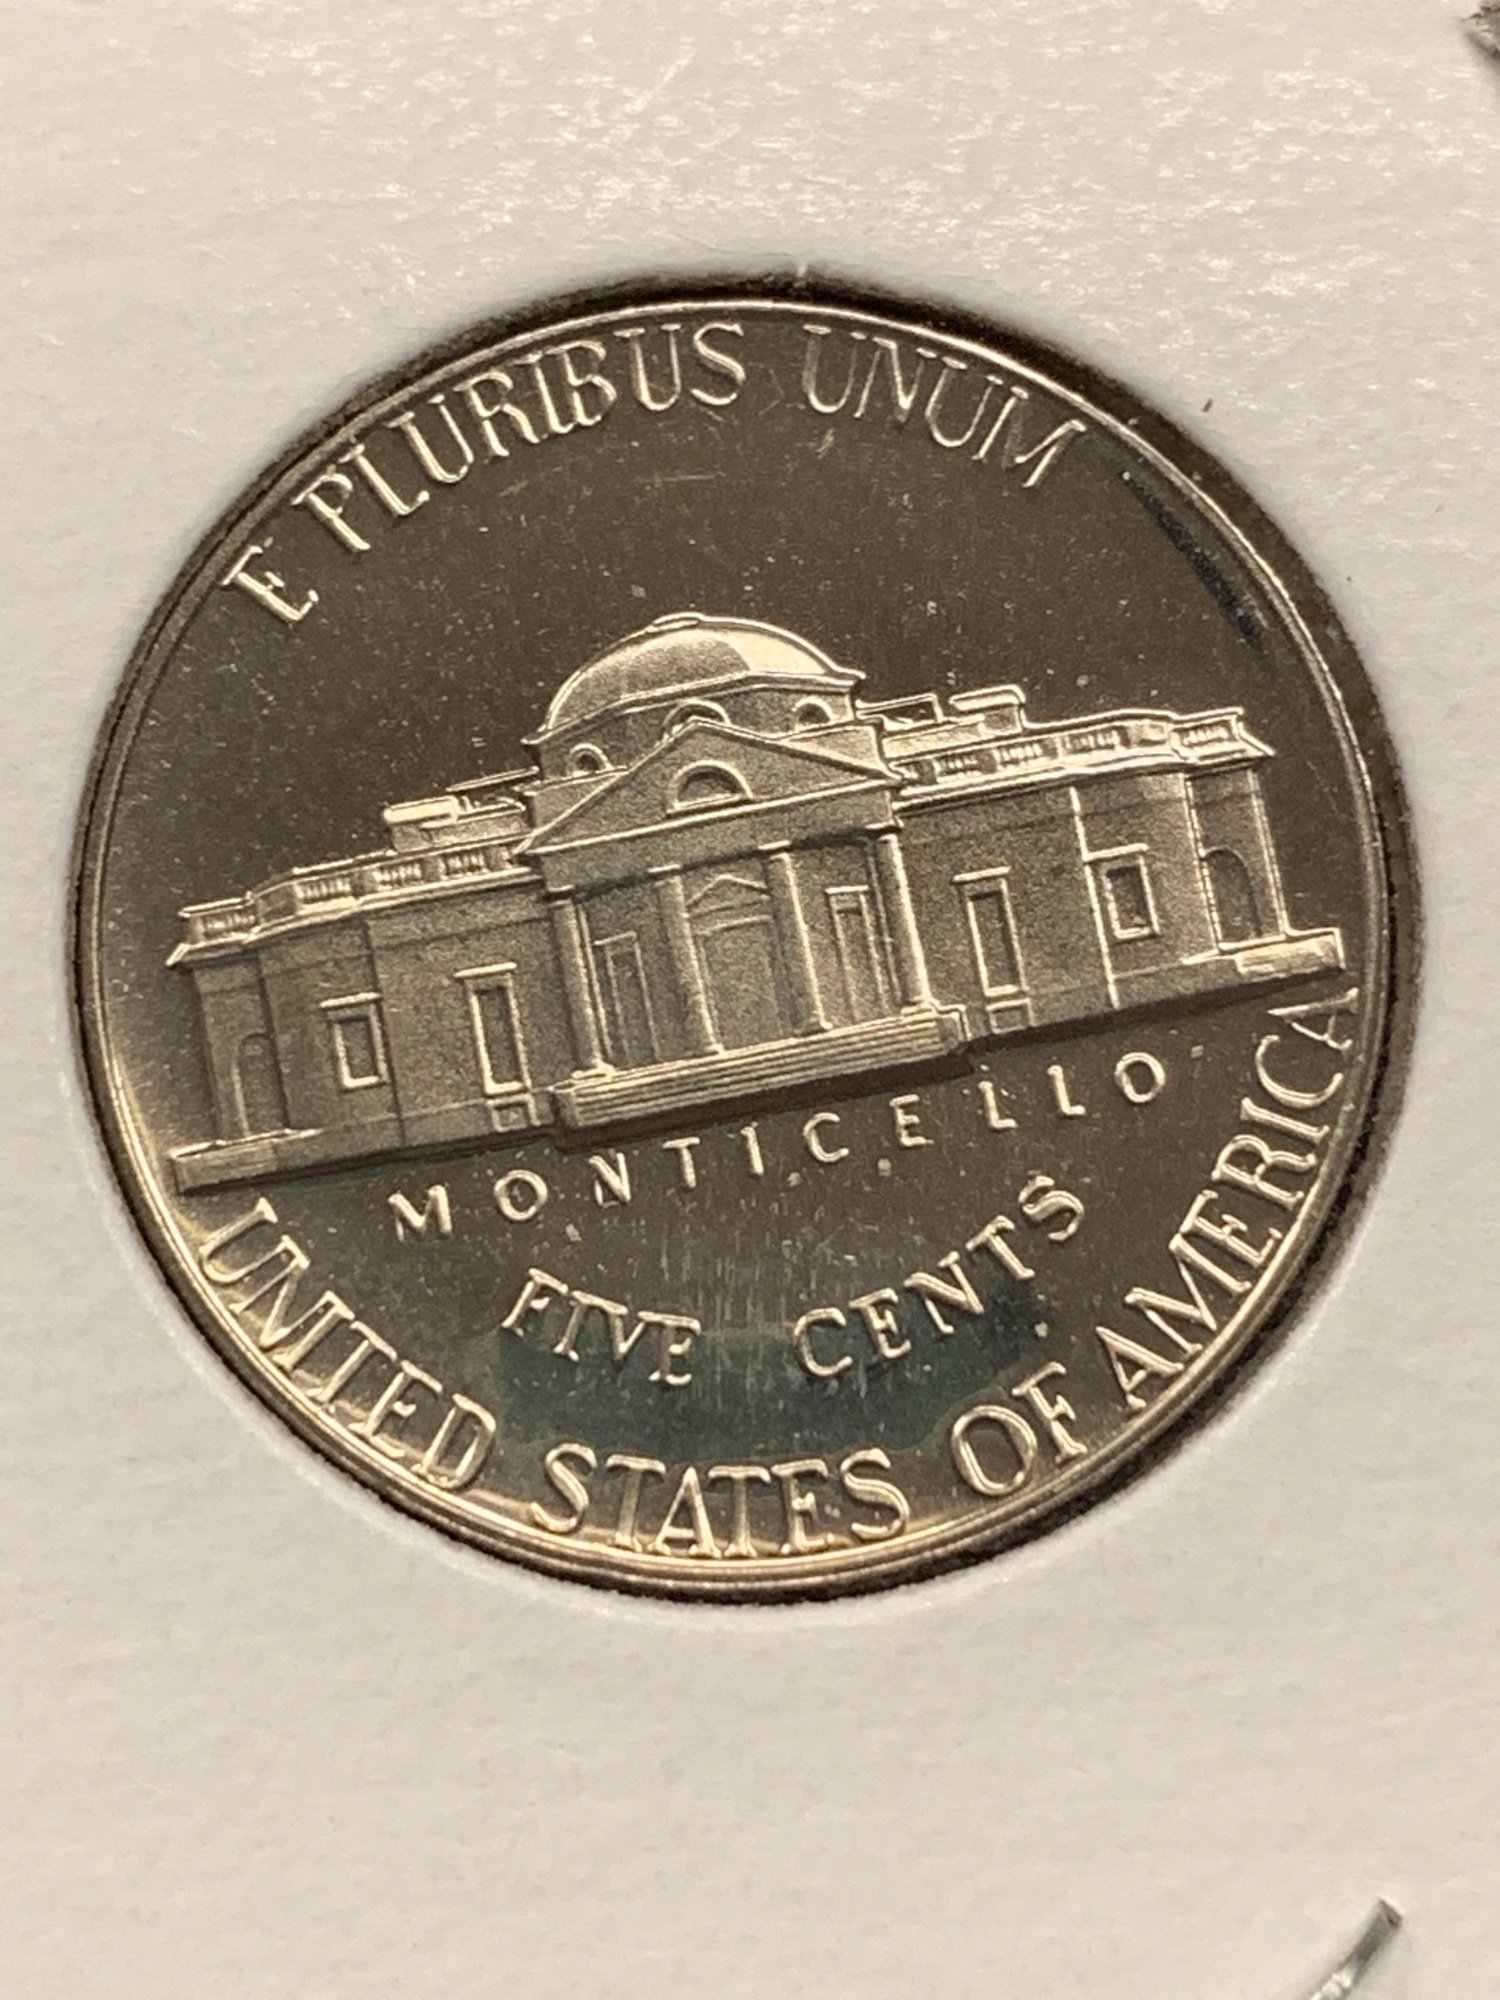 E PLURIBUS UNUM
MONTICELLO
FIVE CENTS
UNITED STATES OF AMERICA